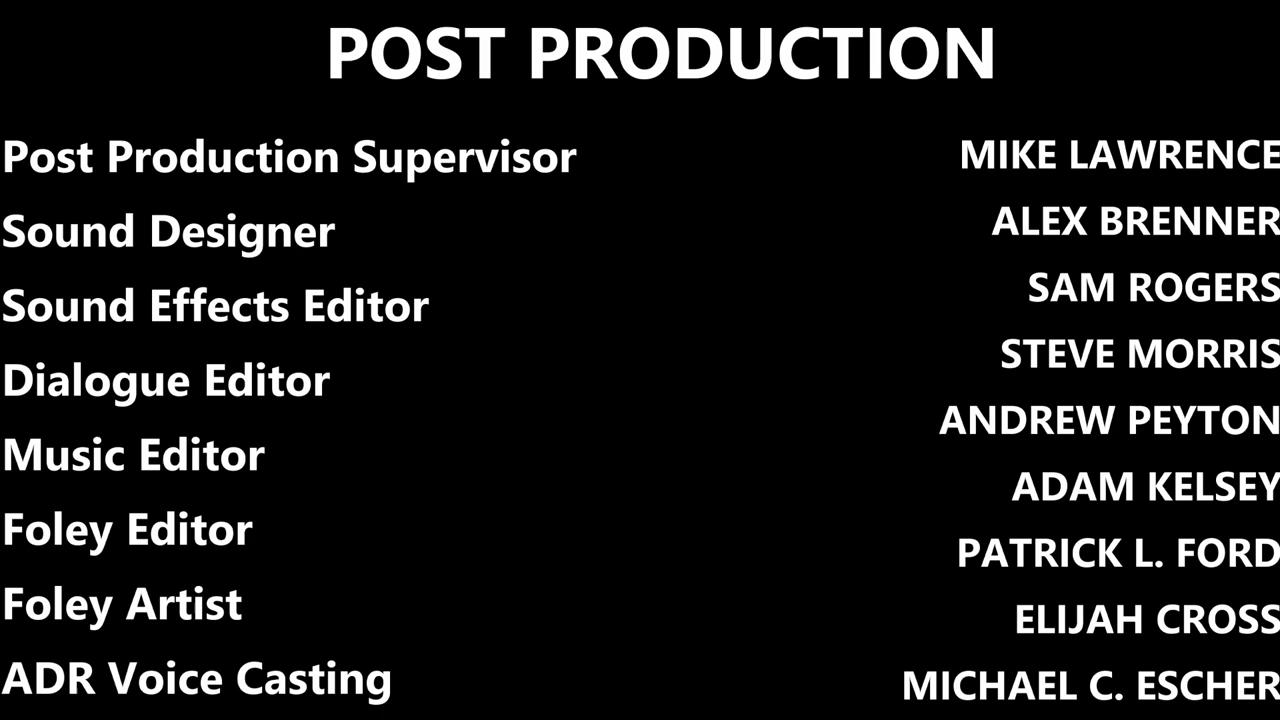 POST PRODUCTION
Post Production Supervisor
MIKE LAWRENCE
Sound Designer
ALEX BRENNER
Sound Effects Editor
SAM ROGERS
Dialogue Editor
STEVE MORRIS
Music Editor
ANDREW PEYTON
Foley Editor
ADAM KELSEY
Foley Artist
PATRICK L. FORD
ADR Voice Casting
ELIJAH CROSS
MICHAEL C. ESCHER